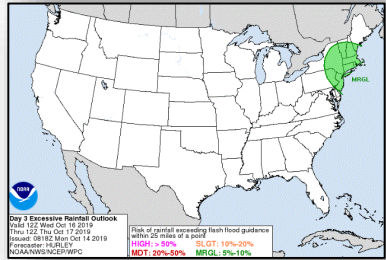 MRGL
NOAA
Day 3 Excessive Rainfall Outlook
Valid 12Z Wed Oct 16 2019
Thru 12Z Thu Oct 17 2019
Issued: 0818Z Mon Oct 14 2019
Forecaster: HURLEY
NOAA/NWS/NCEP/WPC
Risk of rainfall exceeding flash flood guidance
within 25 miles of a point
HIGH: > 50% SLGT: 10%-20%
MDT: 20%-50% MRGL: 5%-10%